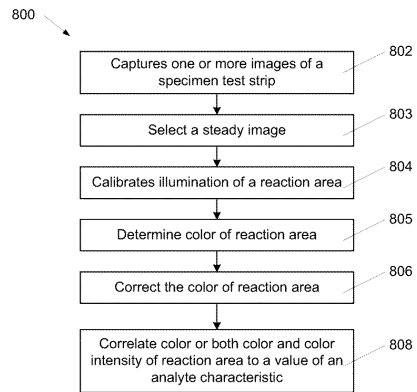 800
Captures one or more images of a
specimen test strip
802
Select a steady image
803
Calibrates illumination of a reaction area
804
Determine color of reaction area
805
Correct the color of reaction area
806
Correlate color or both color and color
intensity of reaction area to a value of an
analyte characteristic
808